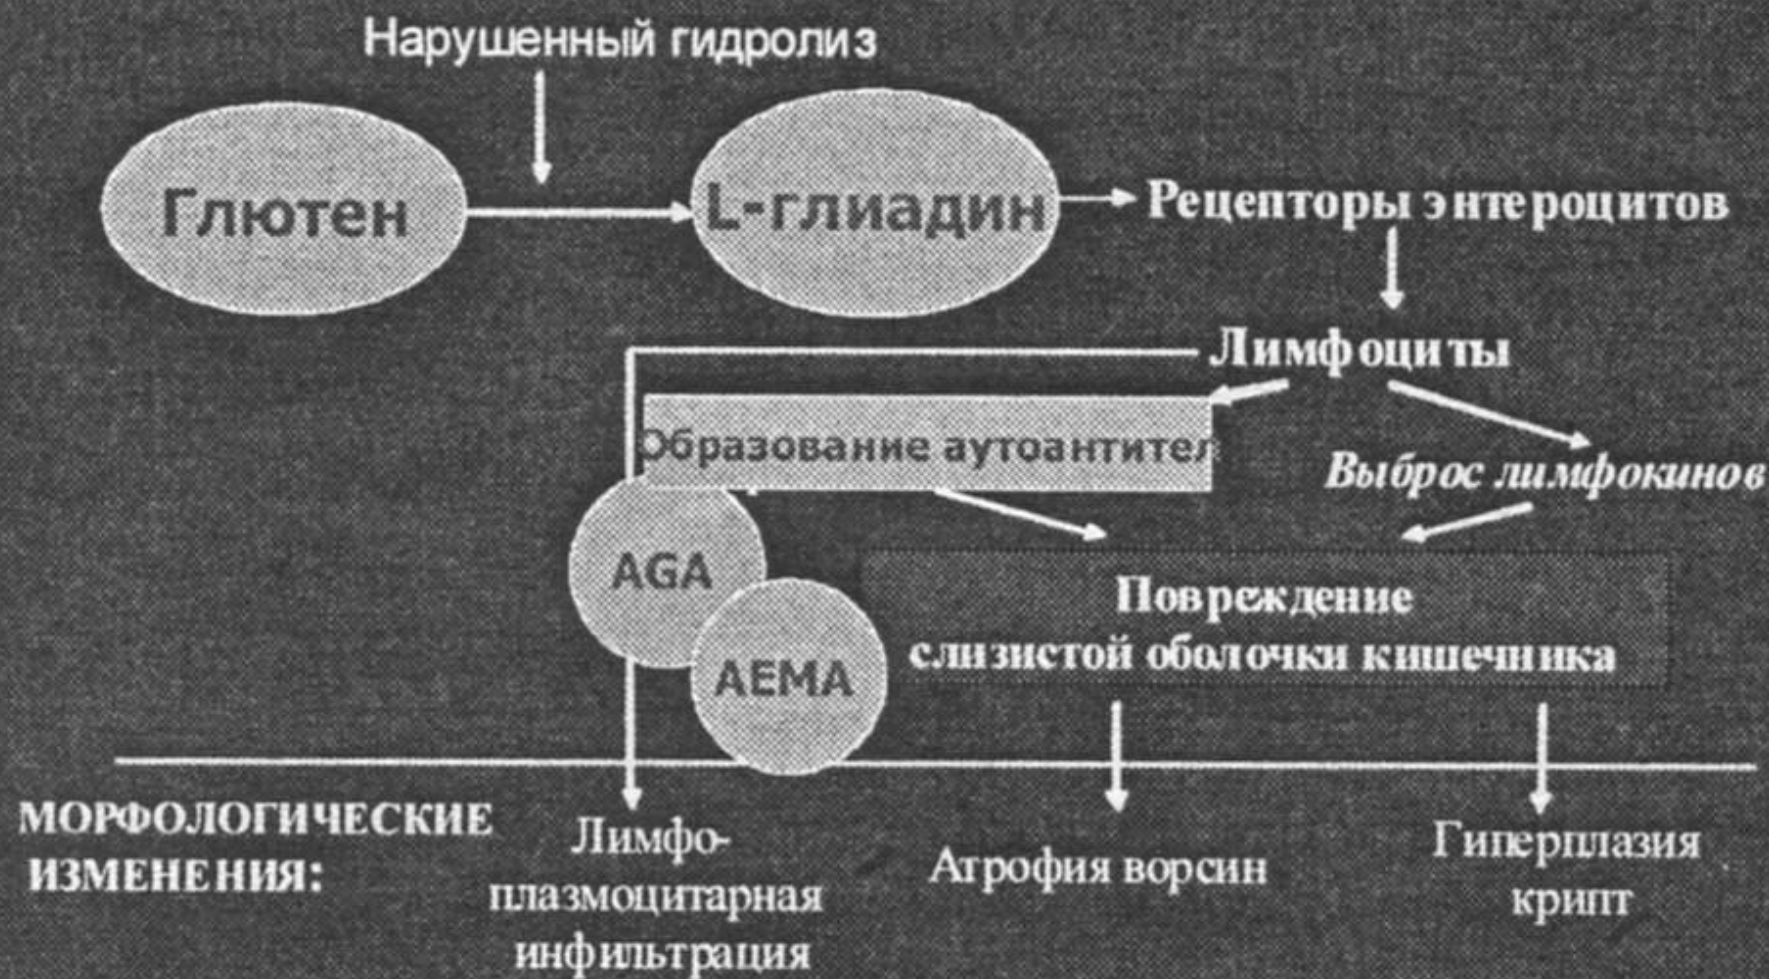 Нарушенный гидролиз
Глютен
L-глиадин
Рецепторы энтероцитов
Лимфоциты
Образование аутоантител
Выброс лимфокинов
AGA
AEMA
Повреждение
слизистой оболочки кишечника
МОРФОЛОГИЧЕСКИЕ
ИЗМЕНЕНИЯ:
Лимфо-
плазмоцитарная
инфильтрация
Атрофия ворсин
Гиперплазия
крипт